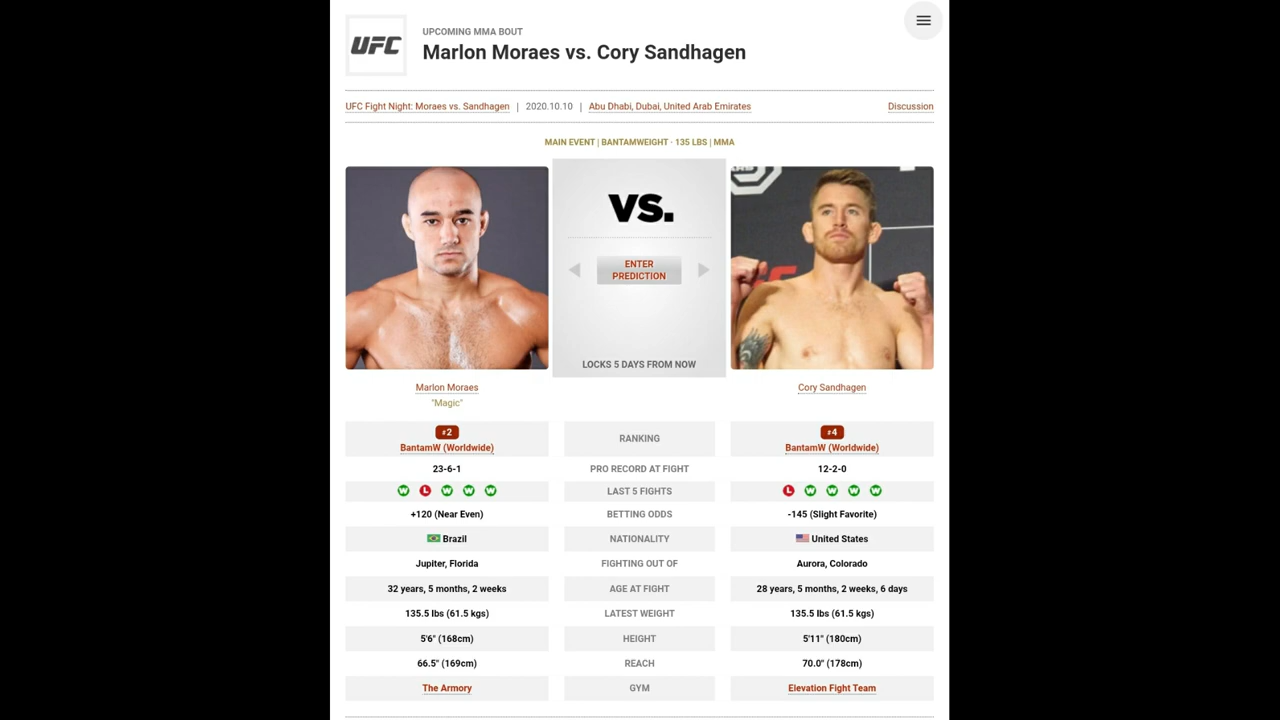 UFC
UPCOMING MMA BOUT
Marlon Moraes vs. Cory Sandhagen
UFC Fight Night: Moraes vs. Sandhagen | 2020.10.10 | Abu Dhabi, Dubai, United Arab Emirates Discussion
MAIN EVENT | BANTAMWEIGHT · 135 LBS | MMA
VS.
ENTER
PREDICTION
LOCKS 5 DAYS FROM NOW
Marlon Moraes Cory Sandhagen
"Magic"
#2 RANKING #4
BantamW (Worldwide) BantamW (Worldwide)
23-6-1 PRO RECORD AT FIGHT 12-2-0
W L W W W LAST 5 FIGHTS L W W W W
+120 (Near Even) BETTING ODDS -145 (Slight Favorite)
Brazil NATIONALITY United States
Jupiter, Florida FIGHTING OUT OF Aurora, Colorado
32 years, 5 months, 2 weeks AGE AT FIGHT 28 years, 5 months, 2 weeks, 6 days
135.5 lbs (61.5 kgs) LATEST WEIGHT 135.5 lbs (61.5 kgs)
5'6" (168cm) HEIGHT 5'11" (180cm)
66.5" (169cm) REACH 70.0" (178cm)
The Armory GYM Elevation Fight Team